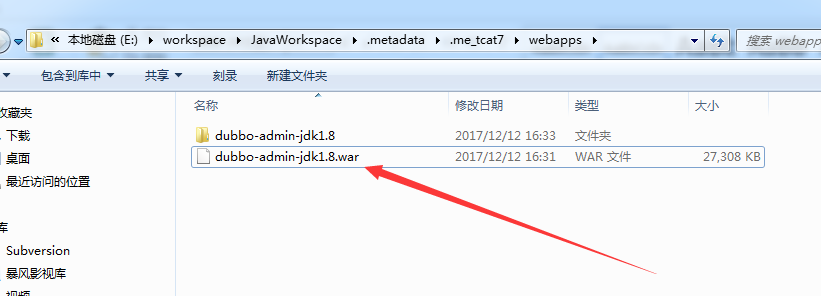 本地磁盘 (E:) workspace JavaWorkspace .metadata .me_tcat7 webapps 搜索 webapp
包含到库中 共享 刻录 新建文件夹
收藏夹
下载
桌面
最近访问的位置
库
Subversion
暴风影视库
视频
名称 修改日期 类型 大小
dubbo-admin-jdk1.8 2017/12/12 16:33 文件夹
dubbo-admin-jdk1.8.war 2017/12/12 16:31 WAR 文件 27,308 KB